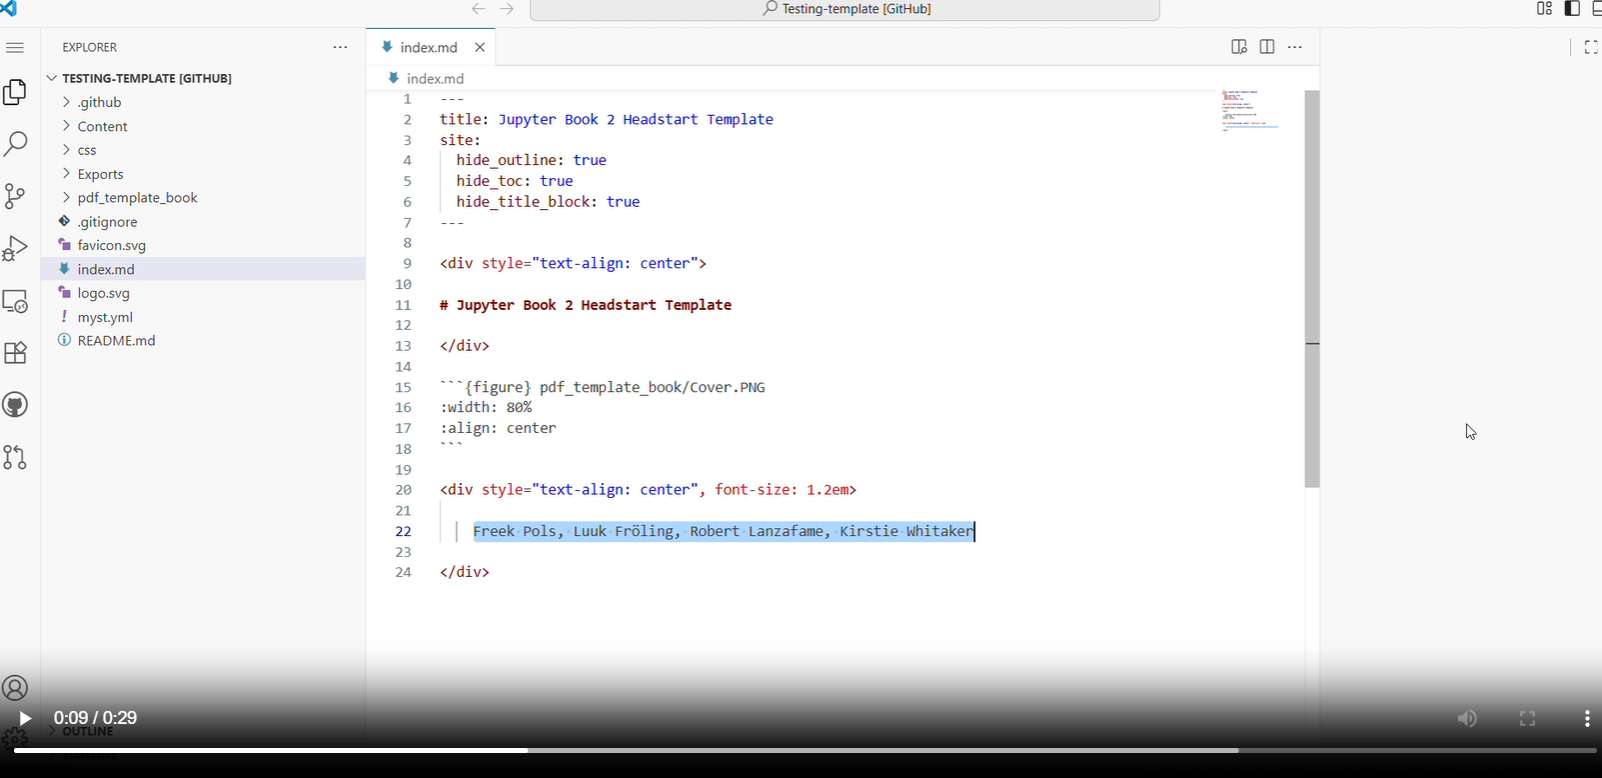 Testing-template [GitHub]
EXPLORER
TESTING-TEMPLATE [GITHUB]
.github
Content
css
Exports
pdf_template_book
.gitignore
favicon.svg
index.md
logo.svg
myst.yml
README.md
OUTLINE
index.md
index.md
1 ---
2 title: Jupyter Book 2 Headstart Template
3 site:
4 hide_outline: true
5 hide_toc: true
6 hide_title_block: true
7 ---
8
9 <div style="text-align: center">
10
11 # Jupyter Book 2 Headstart Template
12
13 </div>
14
15 ```{figure} pdf_template_book/Cover.PNG
16 :width: 80%
17 :align: center
18 ```
19
20 <div style="text-align: center", font-size: 1.2em>
21
22 Freek Pols, Luuk Fröling, Robert Lanzafame, Kirstie Whitaker
23
24 </div>
0:09 / 0:29